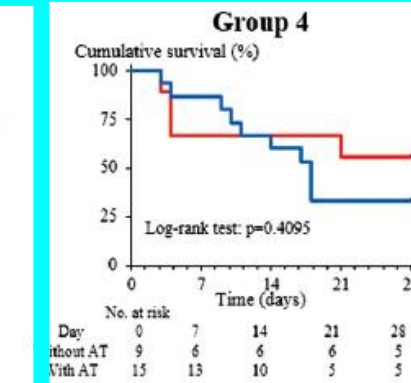 Group 4
Cumulative survival (%)
100
75
50
25
0
Log-rank test: p=0.4095
0 7 14 21 2
Time (days)
No. at risk
Day 0 7 14 21 28
ithout AT 9 6 6 6 5
With AT 15 13 10 5 5